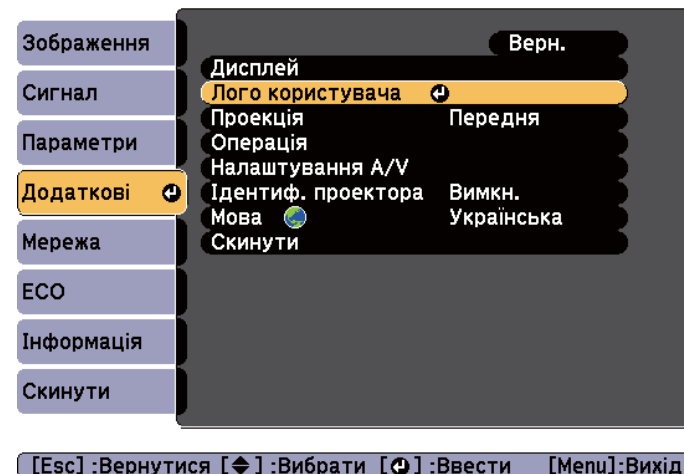 Зображення
Сигнал
Параметри
Додаткові
Мережа
ECO
Інформація
Скинути
Верн.
Дисплей
Лого користувача
Проекція Передня
Операція
Налаштування A/V
Ідентиф. проектора Вимкн.
Мова Українська
Скинути
[Esc] :Вернутися [◆] :Вибрати [⏎] :Ввести [Menu]:Вихід